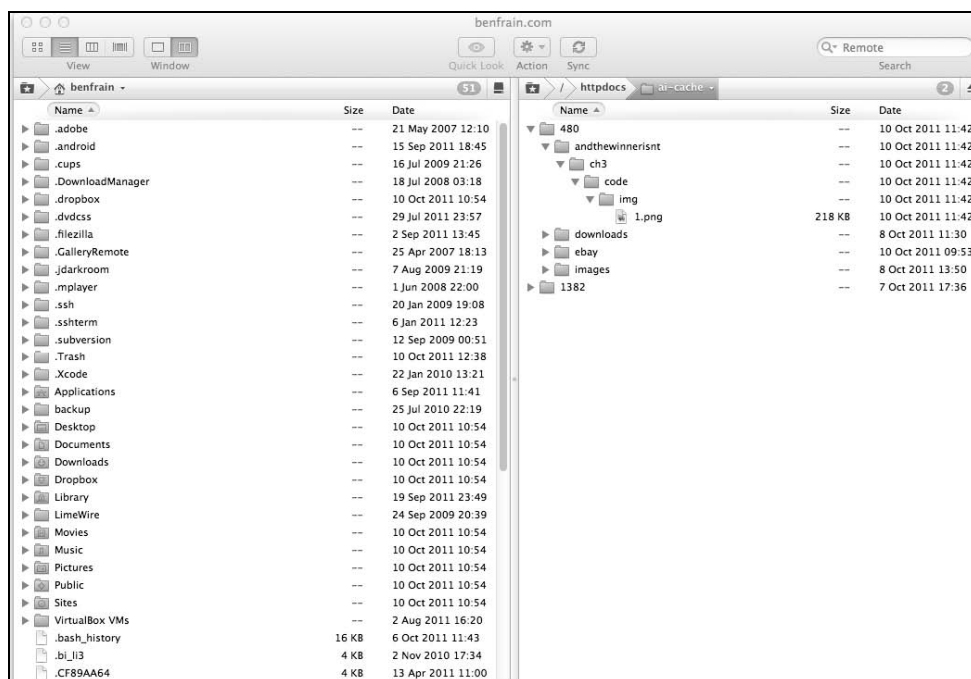 benfrain.com
View Window Quick Look Action Sync Remote Search
benfrain 51
Name Size Date
.adobe -- 21 May 2007 12:10
.android -- 15 Sep 2011 18:45
.cups -- 16 Jul 2009 21:26
.DownloadManager -- 18 Jul 2008 03:18
.dropbox -- 10 Oct 2011 10:54
.dvdcss -- 29 Jul 2011 23:57
.filezilla -- 2 Sep 2011 13:45
.GalleryRemote -- 25 Apr 2007 18:13
.jdarkroom -- 7 Aug 2009 21:19
.mplayer -- 1 Jun 2008 22:00
.ssh -- 20 Jan 2009 19:08
.sshterm -- 6 Jan 2011 12:23
.subversion -- 12 Sep 2009 00:51
.Trash -- 10 Oct 2011 12:38
.Xcode -- 22 Jan 2010 13:21
Applications -- 6 Sep 2011 11:41
backup -- 25 Jul 2010 22:19
Desktop -- 10 Oct 2011 10:54
Documents -- 10 Oct 2011 10:54
Downloads -- 10 Oct 2011 10:54
Dropbox -- 10 Oct 2011 10:54
Library -- 19 Sep 2011 23:49
LimeWire -- 24 Sep 2009 20:39
Movies -- 10 Oct 2011 10:54
Music -- 10 Oct 2011 10:54
Pictures -- 10 Oct 2011 10:54
Public -- 10 Oct 2011 10:54
Sites -- 10 Oct 2011 10:54
VirtualBox VMs -- 2 Aug 2011 16:20
.bash_history 16 KB 6 Oct 2011 11:43
.bi_li3 4 KB 2 Nov 2010 17:34
.CF89AA64 4 KB 13 Apr 2011 11:00
/ httpdocs ai-cache 2
Name Size Date
480 -- 10 Oct 2011 11:42
andthewinnerisnt -- 10 Oct 2011 11:42
ch3 -- 10 Oct 2011 11:42
code -- 10 Oct 2011 11:42
img -- 10 Oct 2011 11:42
1.png 218 KB 10 Oct 2011 11:42
downloads -- 8 Oct 2011 11:30
ebay -- 10 Oct 2011 09:53
images -- 8 Oct 2011 13:50
1382 -- 7 Oct 2011 17:36